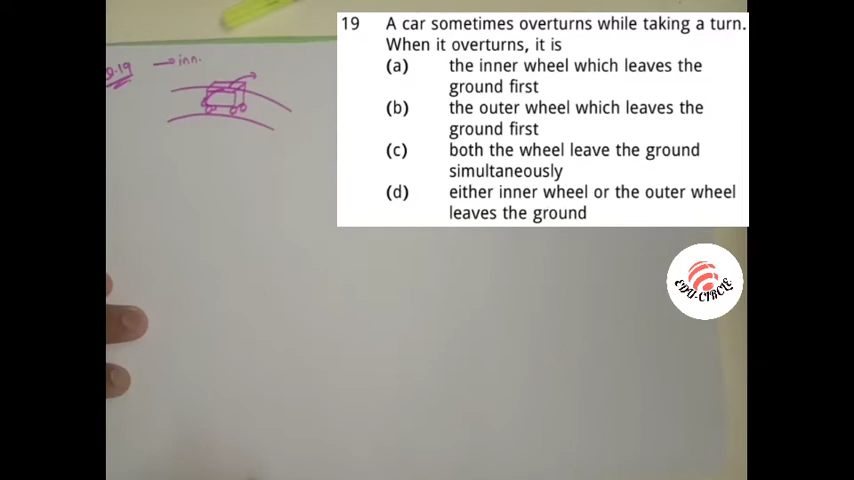 Q.19 → inn.
19 A car sometimes overturns while taking a turn.
When it overturns, it is
(a) the inner wheel which leaves the
ground first
(b) the outer wheel which leaves the
ground first
(c) both the wheel leave the ground
simultaneously
(d) either inner wheel or the outer wheel
leaves the ground
EDU-CIRCLE